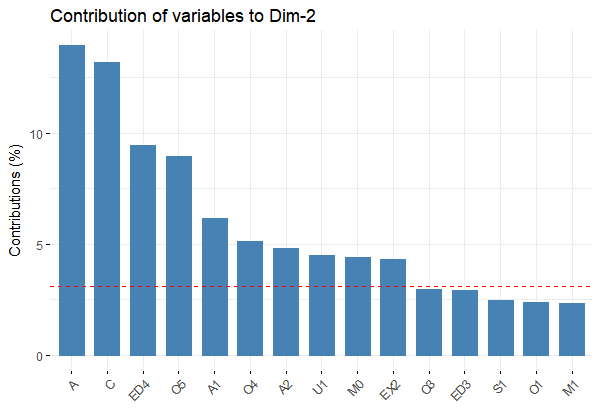 Contribution of variables to Dim-2
Contributions (%)
10
5
0
A C ED4 O5 A1 O4 A2 U1 M0 EX2 O3 ED3 S1 O1 M1